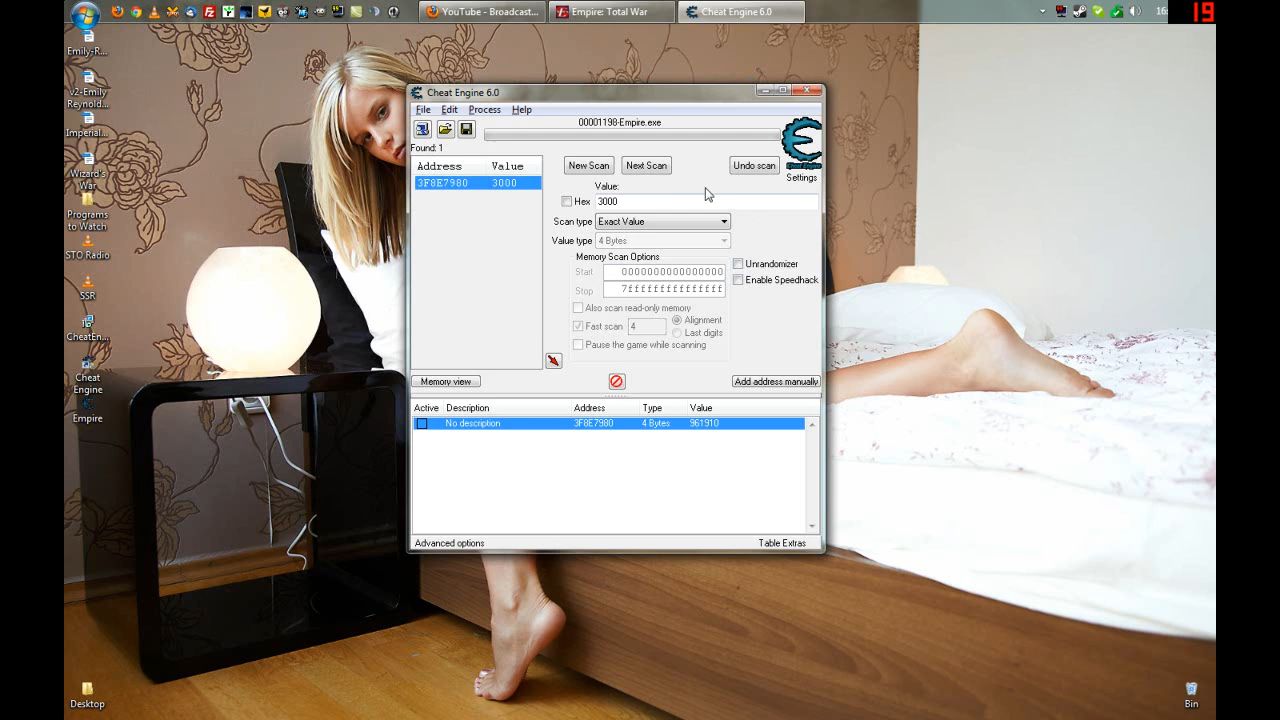 YouTube - Broadcast...
Empire: Total War
Cheat Engine 6.0
16:
19
Emily-R...
v2-Emily
Reynold...
Imperial...
Wizard's
War
Programs
to Watch
STO Radio
SSR
CheatEn...
Cheat
Engine
Empire
Desktop
Bin
Cheat Engine 6.0
File Edit Process Help
00001198-Empire.exe
Found: 1
Address Value
3F8E7980 3000
New Scan Next Scan Undo scan
Cheat Engine
Settings
Value:
Hex 3000
Scan type Exact Value
Value type 4 Bytes
Memory Scan Options
Start 0000000000000000
Stop 7fffffffffffffff
Unrandomizer
Enable Speedhack
Also scan read-only memory
Fast scan 4 Alignment
Last digits
Pause the game while scanning
Memory view Add address manually
Active Description Address Type Value
No description 3F8E7980 4 Bytes 961910
Advanced options Table Extras